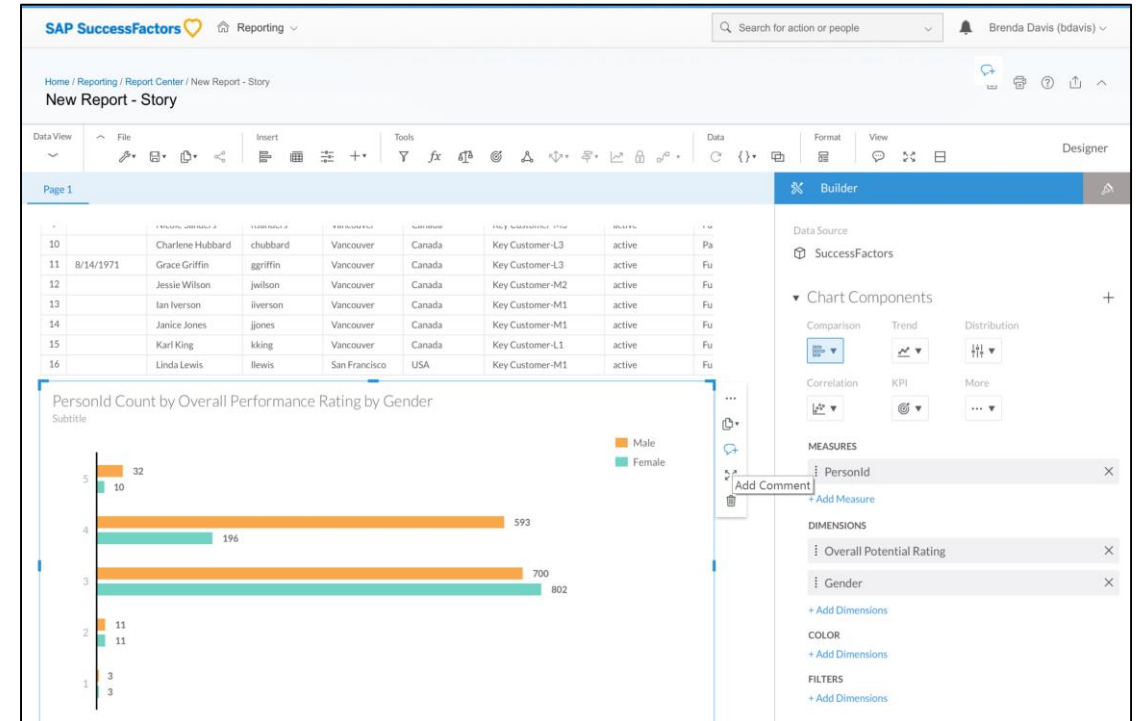 SAP SuccessFactors Reporting
Search for action or people
Brenda Davis (bdavis)
Home / Reporting / Report Center / New Report - Story
New Report - Story
Data View File Insert Tools Data Format View
fx
{}
Designer
Page 1
Builder
10 Charlene Hubbard chubbard Vancouver Canada Key Customer-L3 active Pa
11 8/14/1971 Grace Griffin ggriffin Vancouver Canada Key Customer-L3 active Fu
12 Jessie Wilson jwilson Vancouver Canada Key Customer-M2 active Fu
13 Ian Iverson iiverson Vancouver Canada Key Customer-M1 active Fu
14 Janice Jones jjones Vancouver Canada Key Customer-M1 active Fu
15 Karl King kking Vancouver Canada Key Customer-L1 active Fu
16 Linda Lewis llewis San Francisco USA Key Customer-M1 active Fu
PersonId Count by Overall Performance Rating by Gender
Subtitle
Male
Female
5 32
10
4 593
196
3 700
802
2 11
11
1 3
3
Add Comment
Data Source
SuccessFactors
Chart Components
Comparison Trend Distribution
Correlation KPI More
MEASURES
PersonId
+ Add Measure
DIMENSIONS
Overall Potential Rating
Gender
+ Add Dimensions
COLOR
+ Add Dimensions
FILTERS
+ Add Dimensions